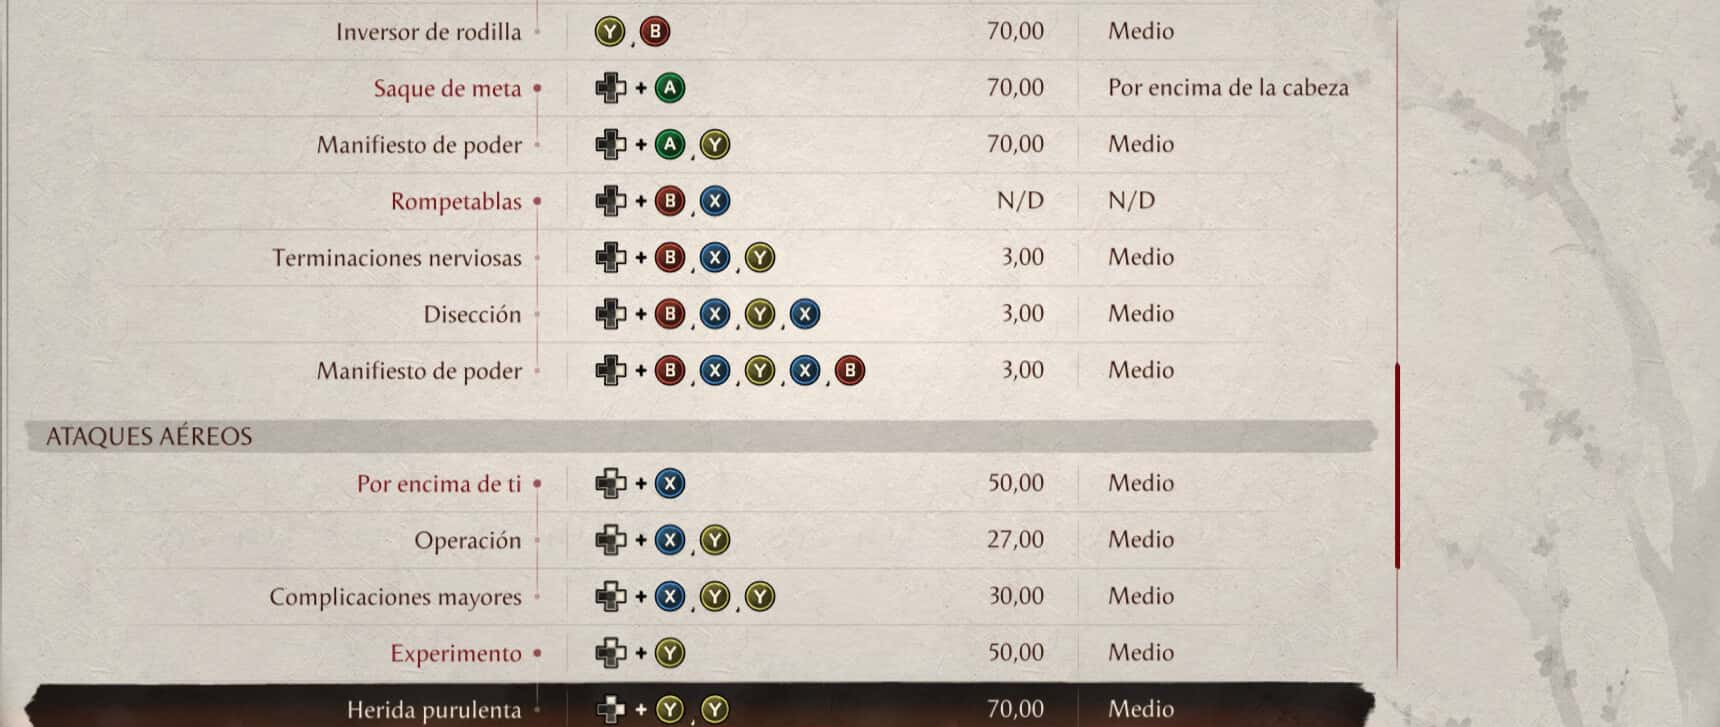 Inversor de rodilla Y , B 70,00 Medio
Saque de meta + A 70,00 Por encima de la cabeza
Manifiesto de poder + A , Y 70,00 Medio
Rompetablas + B , X N/D N/D
Terminaciones nerviosas + B , X , Y 3,00 Medio
Disección + B , X , Y , X 3,00 Medio
Manifiesto de poder + B , X , Y , X , B 3,00 Medio
ATAQUES AÉREOS
Por encima de ti + X 50,00 Medio
Operación + X , Y 27,00 Medio
Complicaciones mayores + X , Y , Y 30,00 Medio
Experimento + Y 50,00 Medio
Herida purulenta + Y , Y 70,00 Medio